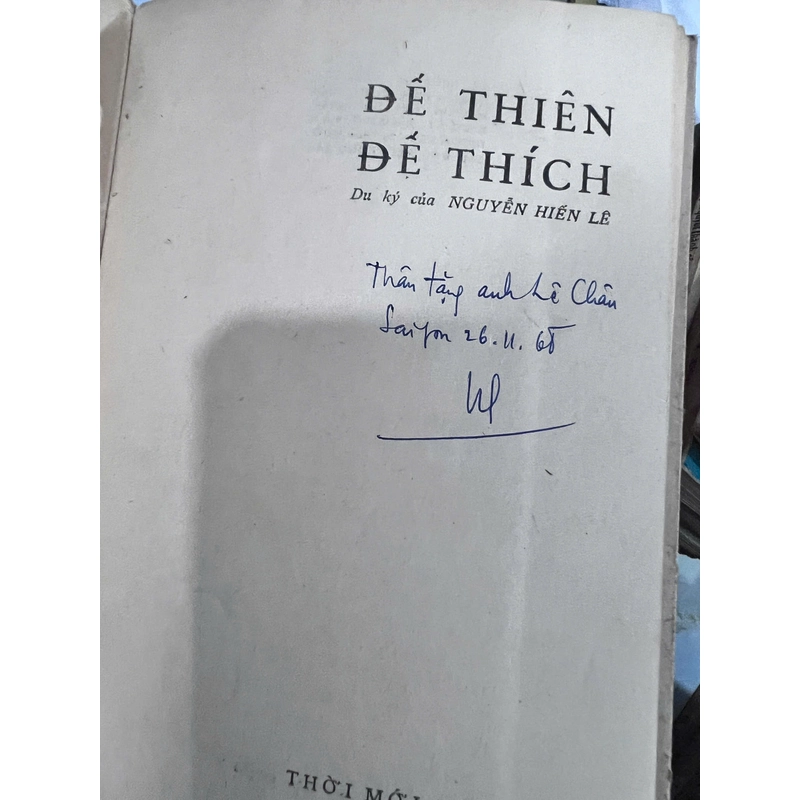 ĐẾ THIÊN
ĐẾ THÍCH
Du ký của NGUYỄN HIẾN LÊ
Thân tặng anh Lê Chân
Saigon 26.11.68
THỜI MỚI